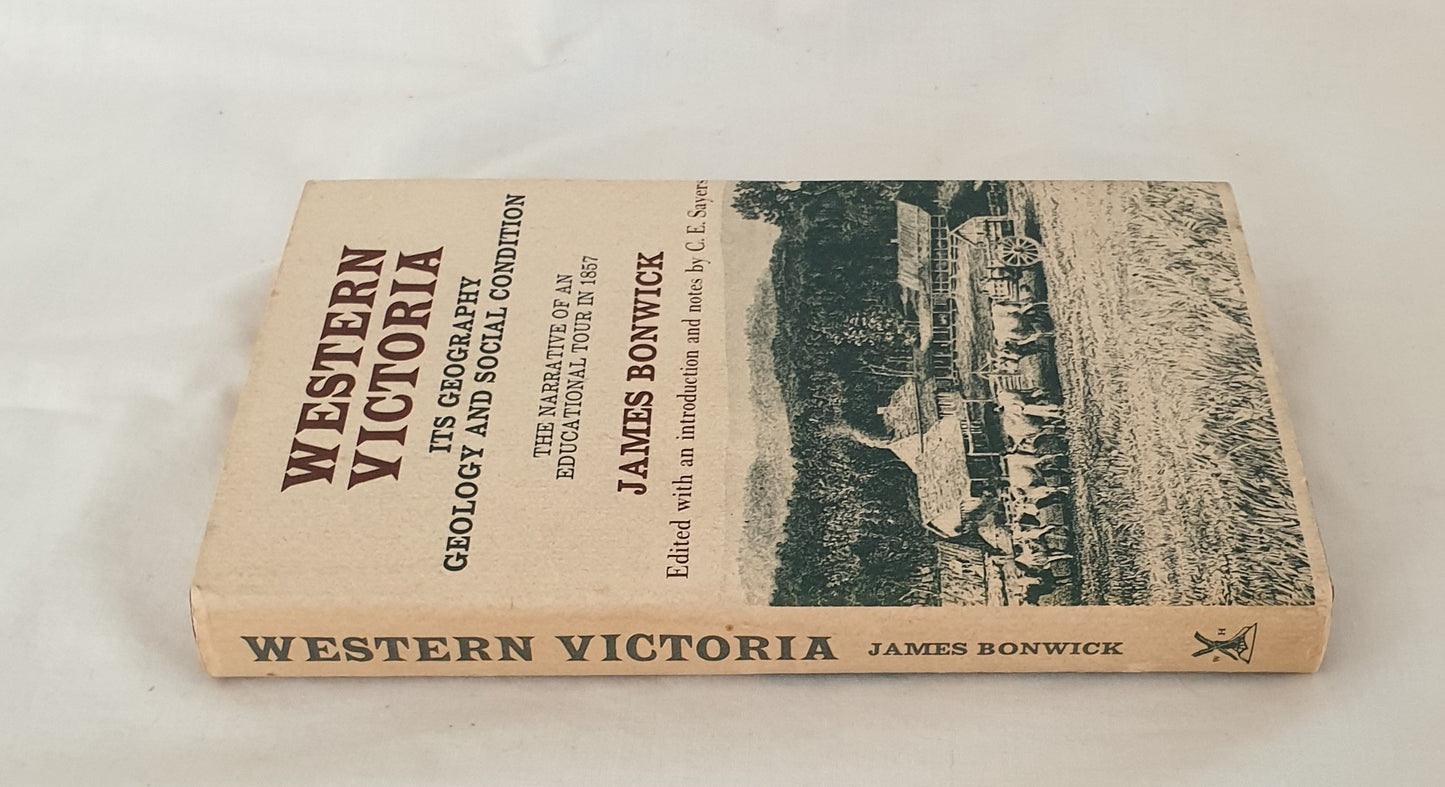 WESTERN
VICTORIA
ITS GEOGRAPHY
GEOLOGY AND SOCIAL CONDITION
THE NARRATIVE OF AN
EDUCATIONAL TOUR IN 1857
JAMES BONWICK
Edited with an introduction and notes by C. E. Sayers
WESTERN VICTORIA JAMES BONWICK
H